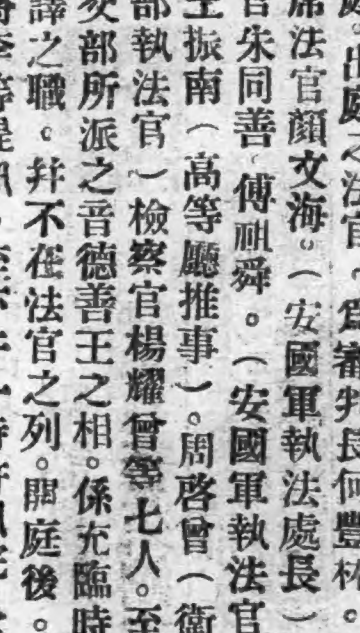 出庭之法官。爲審判長何豐林。
席法官顏文海。（安國軍執法處長）
官朱同善、傅祖舜。（安國軍執法官
王振南（高等廳推事）。周啓曾（衛
部執法官）檢察官楊耀曾等七人。至
交部所派之音德善王之相。係充臨時
譯之職。并不在法官之列。開庭後。